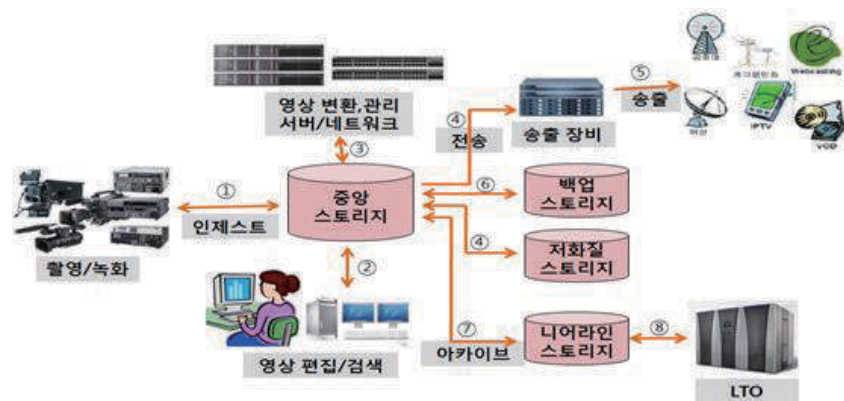 영상 변환,관리
서버/네트워크
③
④
전송
송출 장비
⑤
송출
Webcasting
위성
IPTV
VOD
촬영/녹화
①
인제스트
중앙
스토리지
⑥
백업
스토리지
④
저화질
스토리지
②
영상 편집/검색
⑦
아카이브
니어라인
스토리지
⑧
LTO